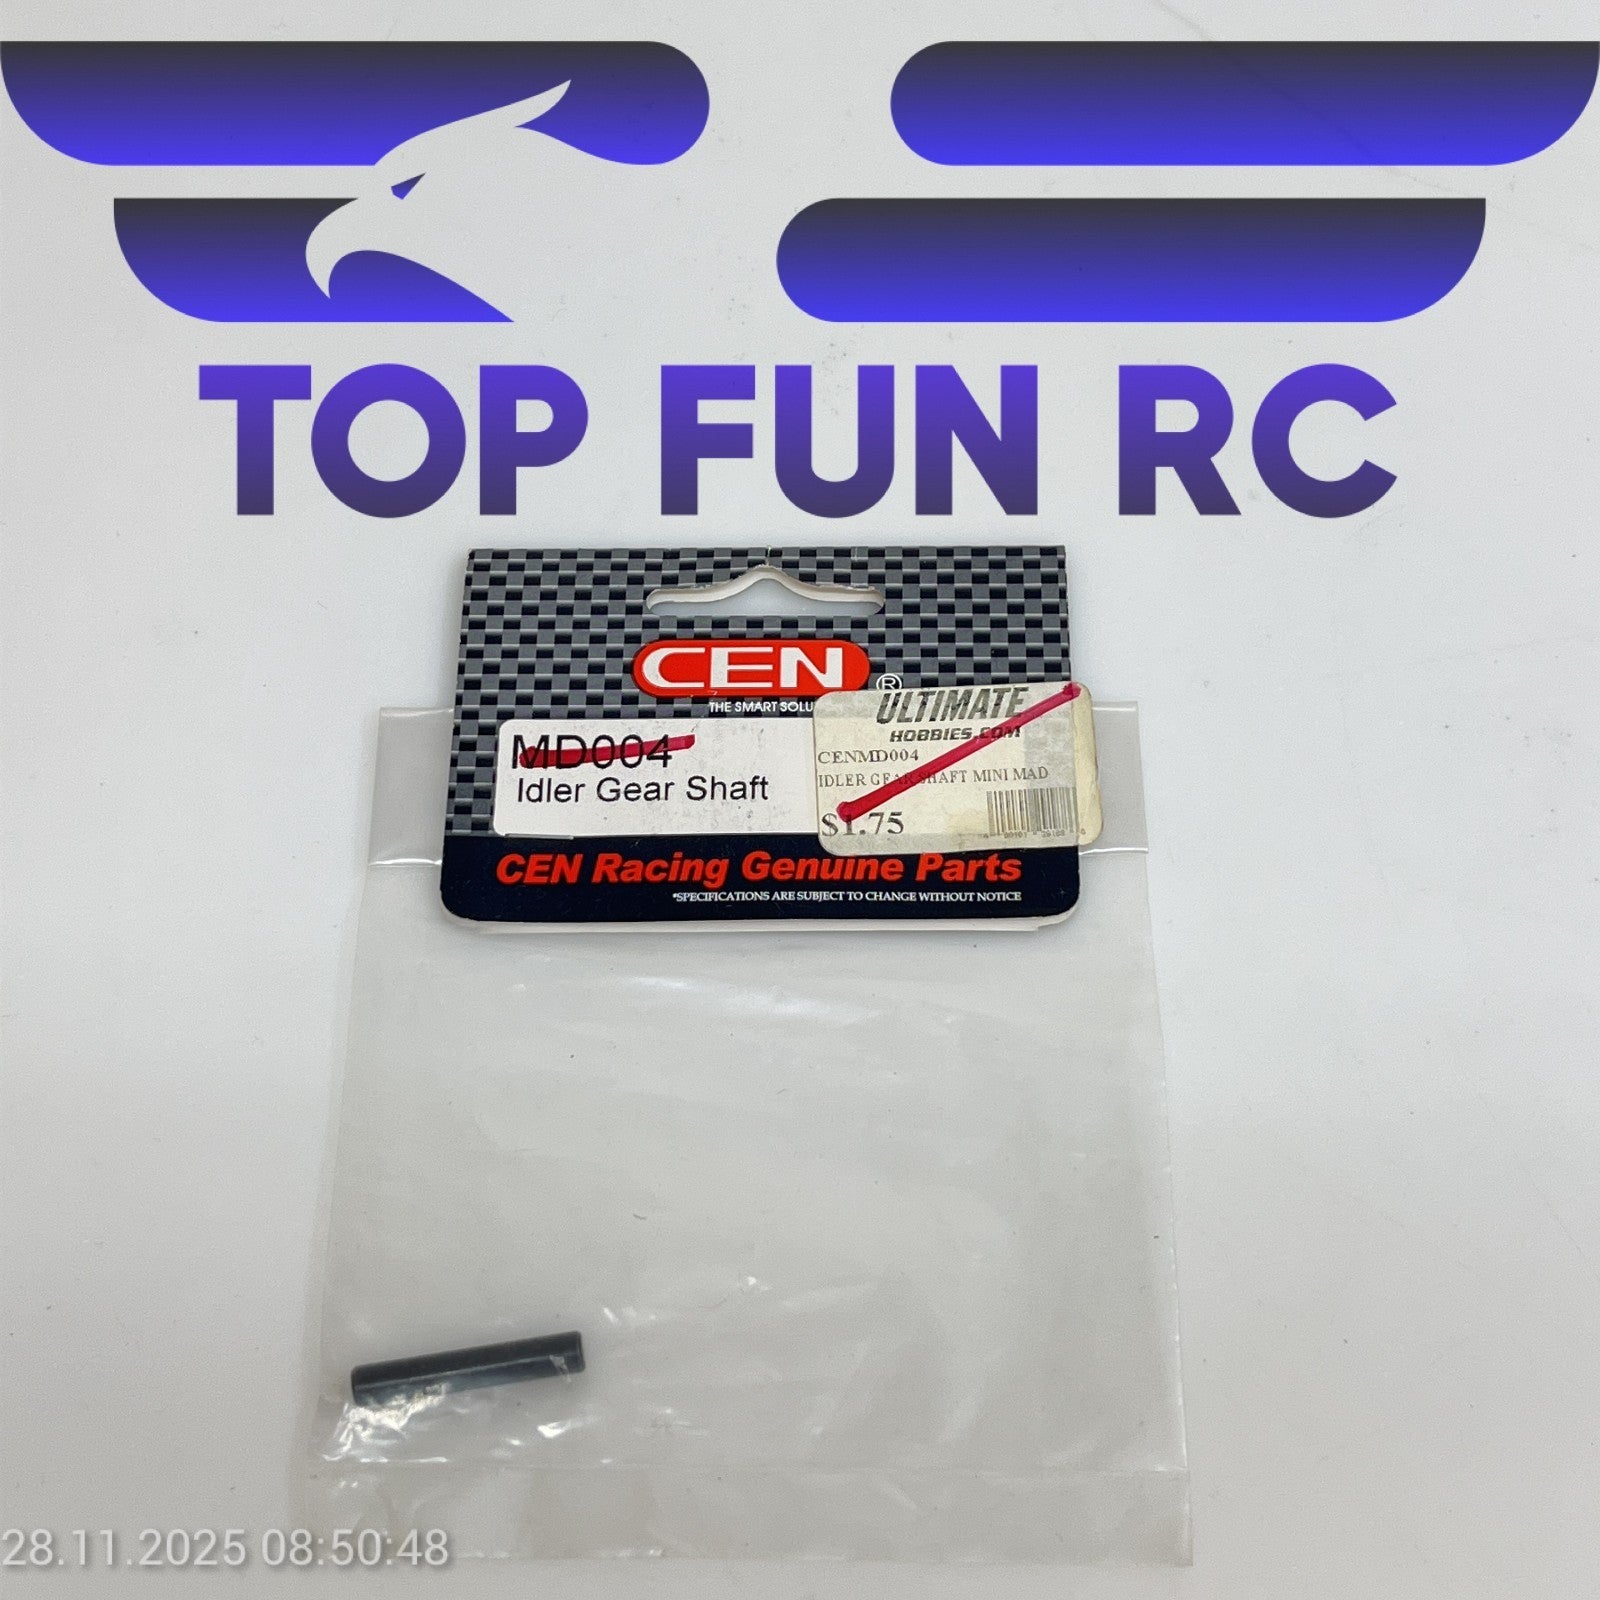 TOP FUN RC
CEN®
THE SMART SOLU
ULTIMATE
HOBBIES.COM
MD004
Idler Gear Shaft
CENMD004
IDLER GEAR SHAFT MINI MAD
$1.75
CEN Racing Genuine Parts
*SPECIFICATIONS ARE SUBJECT TO CHANGE WITHOUT NOTICE
28.11.2025 08:50:48